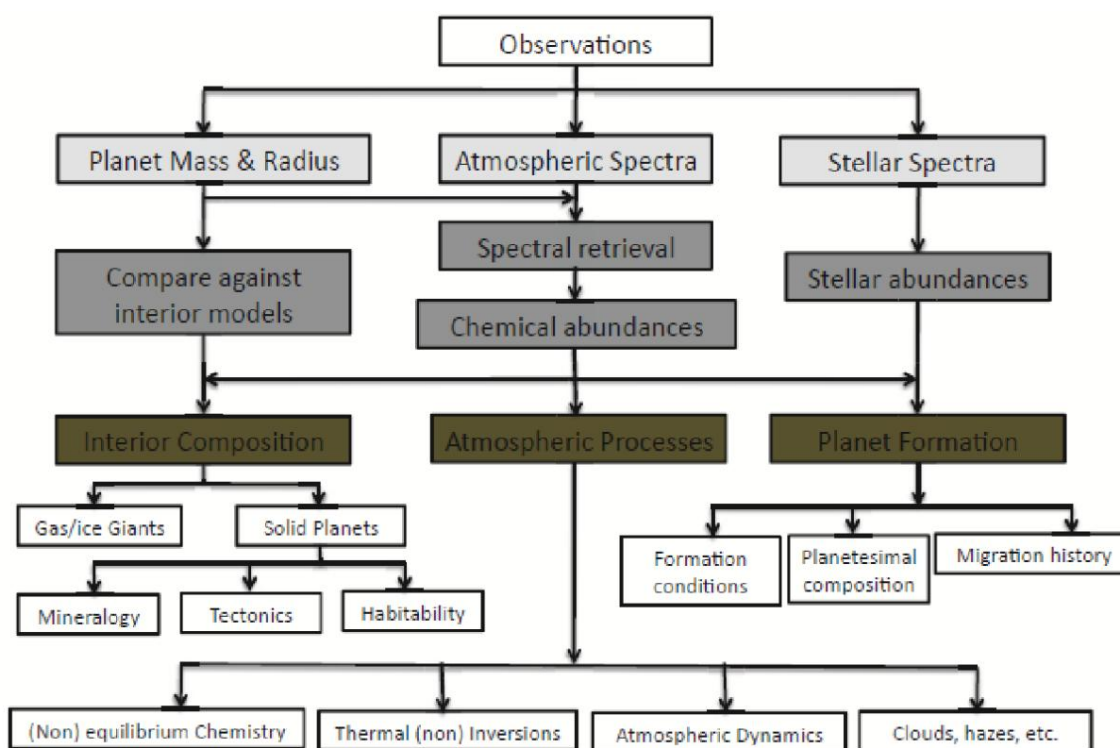 Observations
Planet Mass & Radius
Atmospheric Spectra
Stellar Spectra
Spectral retrieval
Compare against
interior models
Stellar abundances
Chemical abundances
Interior Composition
Atmospheric Processes
Planet Formation
Gas/ice Giants
Solid Planets
Formation
conditions
Planetesimal
composition
Migration history
Mineralogy
Tectonics
Habitability
(Non) equilibrium Chemistry
Thermal (non) Inversions
Atmospheric Dynamics
Clouds, hazes, etc.